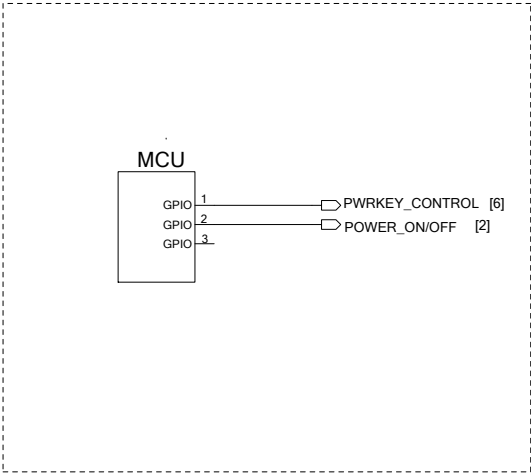 MCU
GPIO 1 PWRKEY_CONTROL [6]
GPIO 2 POWER_ON/OFF [2]
GPIO 3